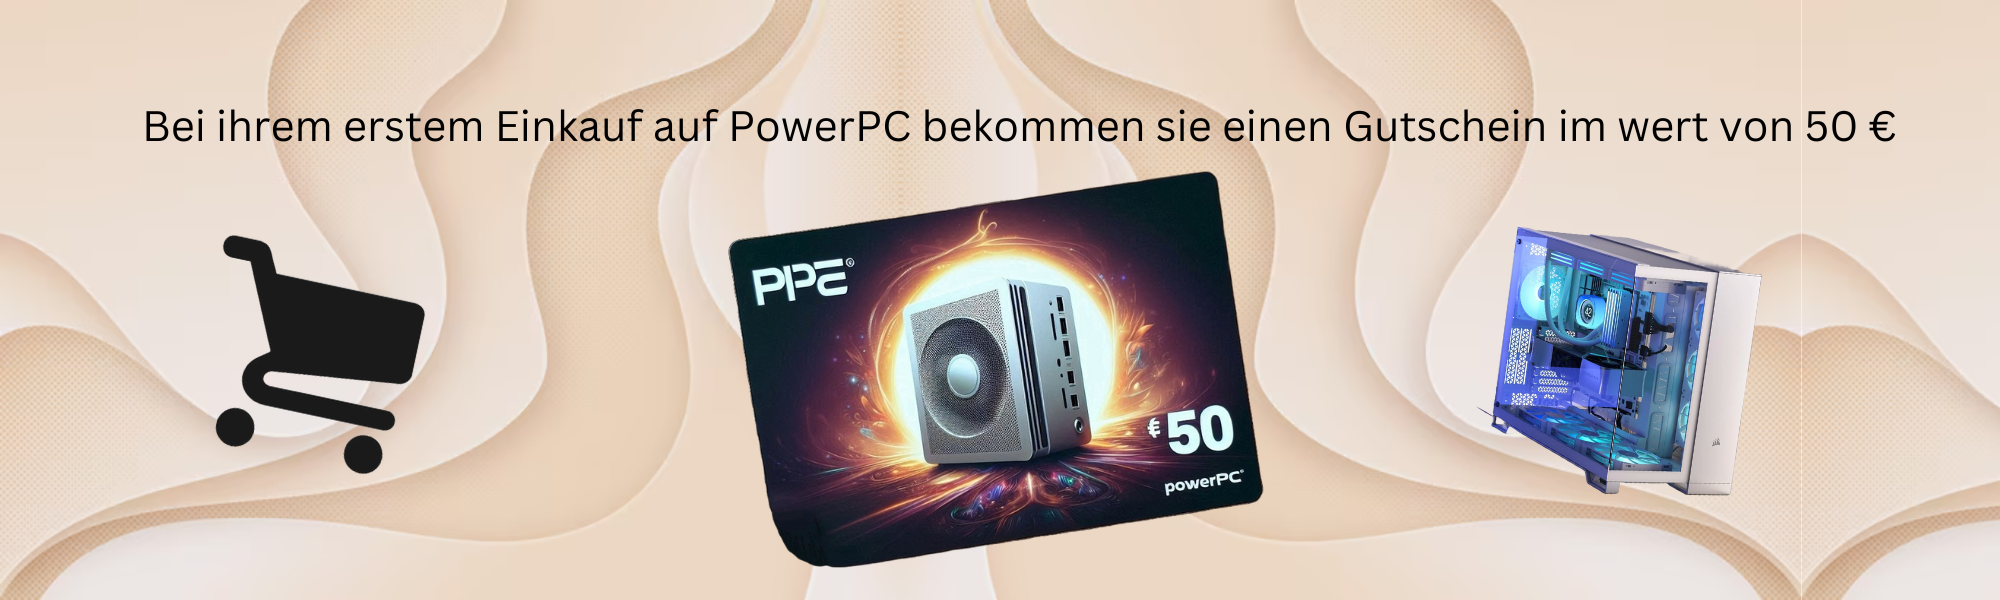 Bei ihrem erstem Einkauf auf PowerPC bekommen sie einen Gutschein im wert von 50 €
PPE
€50
powerPC